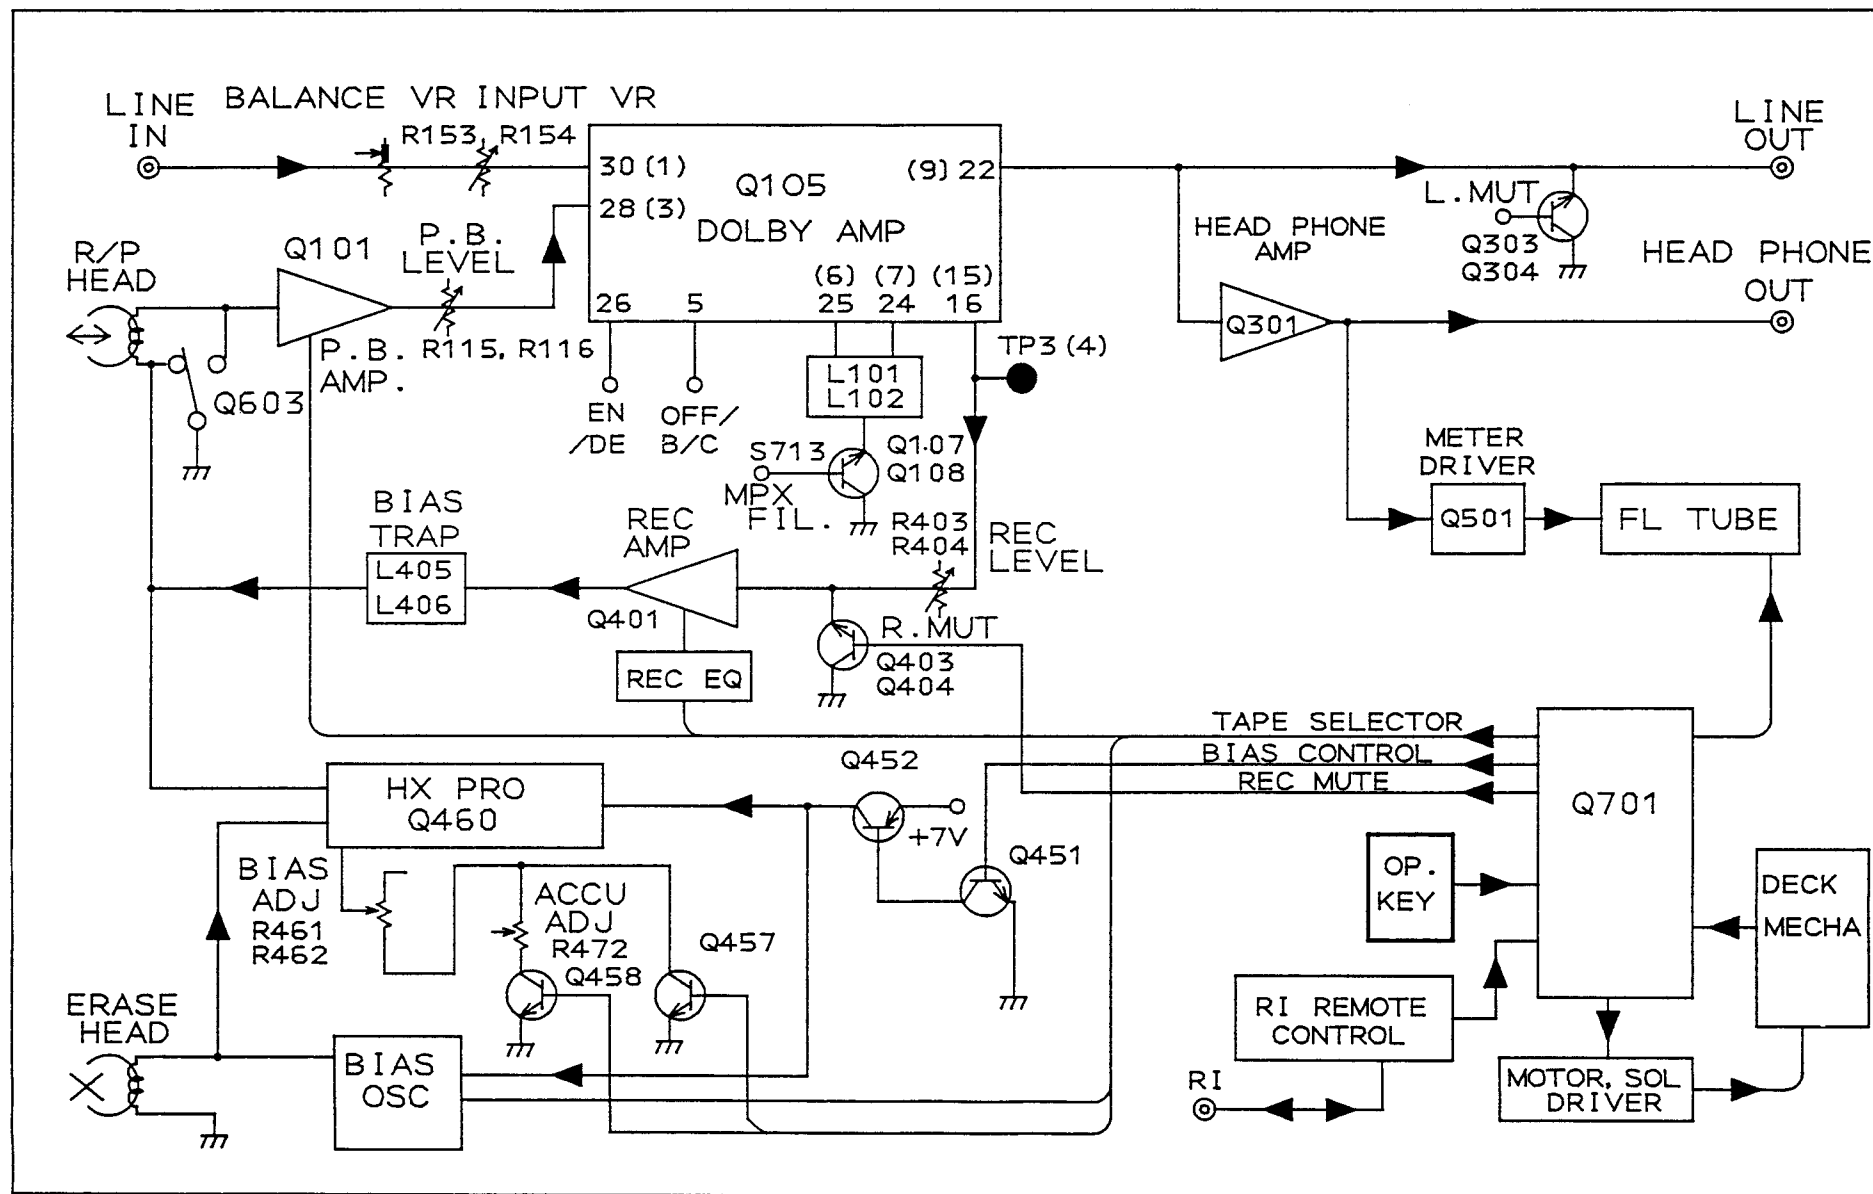 LINE IN
BALANCE VR INPUT VR
R153 R154
30 (1)
28 (3)
Q105
DOLBY AMP
(9) 22
(6) (7) (15)
26 5 25 24 16
LINE OUT
L.MUT
Q303
Q304
HEAD PHONE AMP
HEAD PHONE OUT
Q301
R/P HEAD
Q101
P.B. LEVEL
P.B. AMP.
R115, R116
Q603
EN /DE
OFF/ B/C
L101
L102
TP3 (4)
S713
Q1.07
Q108
MPX FIL.
METER DRIVER
Q501
FL TUBE
BIAS TRAP
L405
L406
REC AMP
Q401
R403
R404
REC LEVEL
R.MUT
Q403
Q404
REC EQ
TAPE SELECTOR
BIAS CONTROL
REC MUTE
Q701
HX PRO
Q460
Q452
+7V
Q451
OP. KEY
DECK MECHA
BIAS ADJ
R461
R462
ACCU ADJ
R472
Q458
Q457
RI REMOTE CONTROL
RI
MOTOR, SOL DRIVER
ERASE HEAD
BIAS OSC